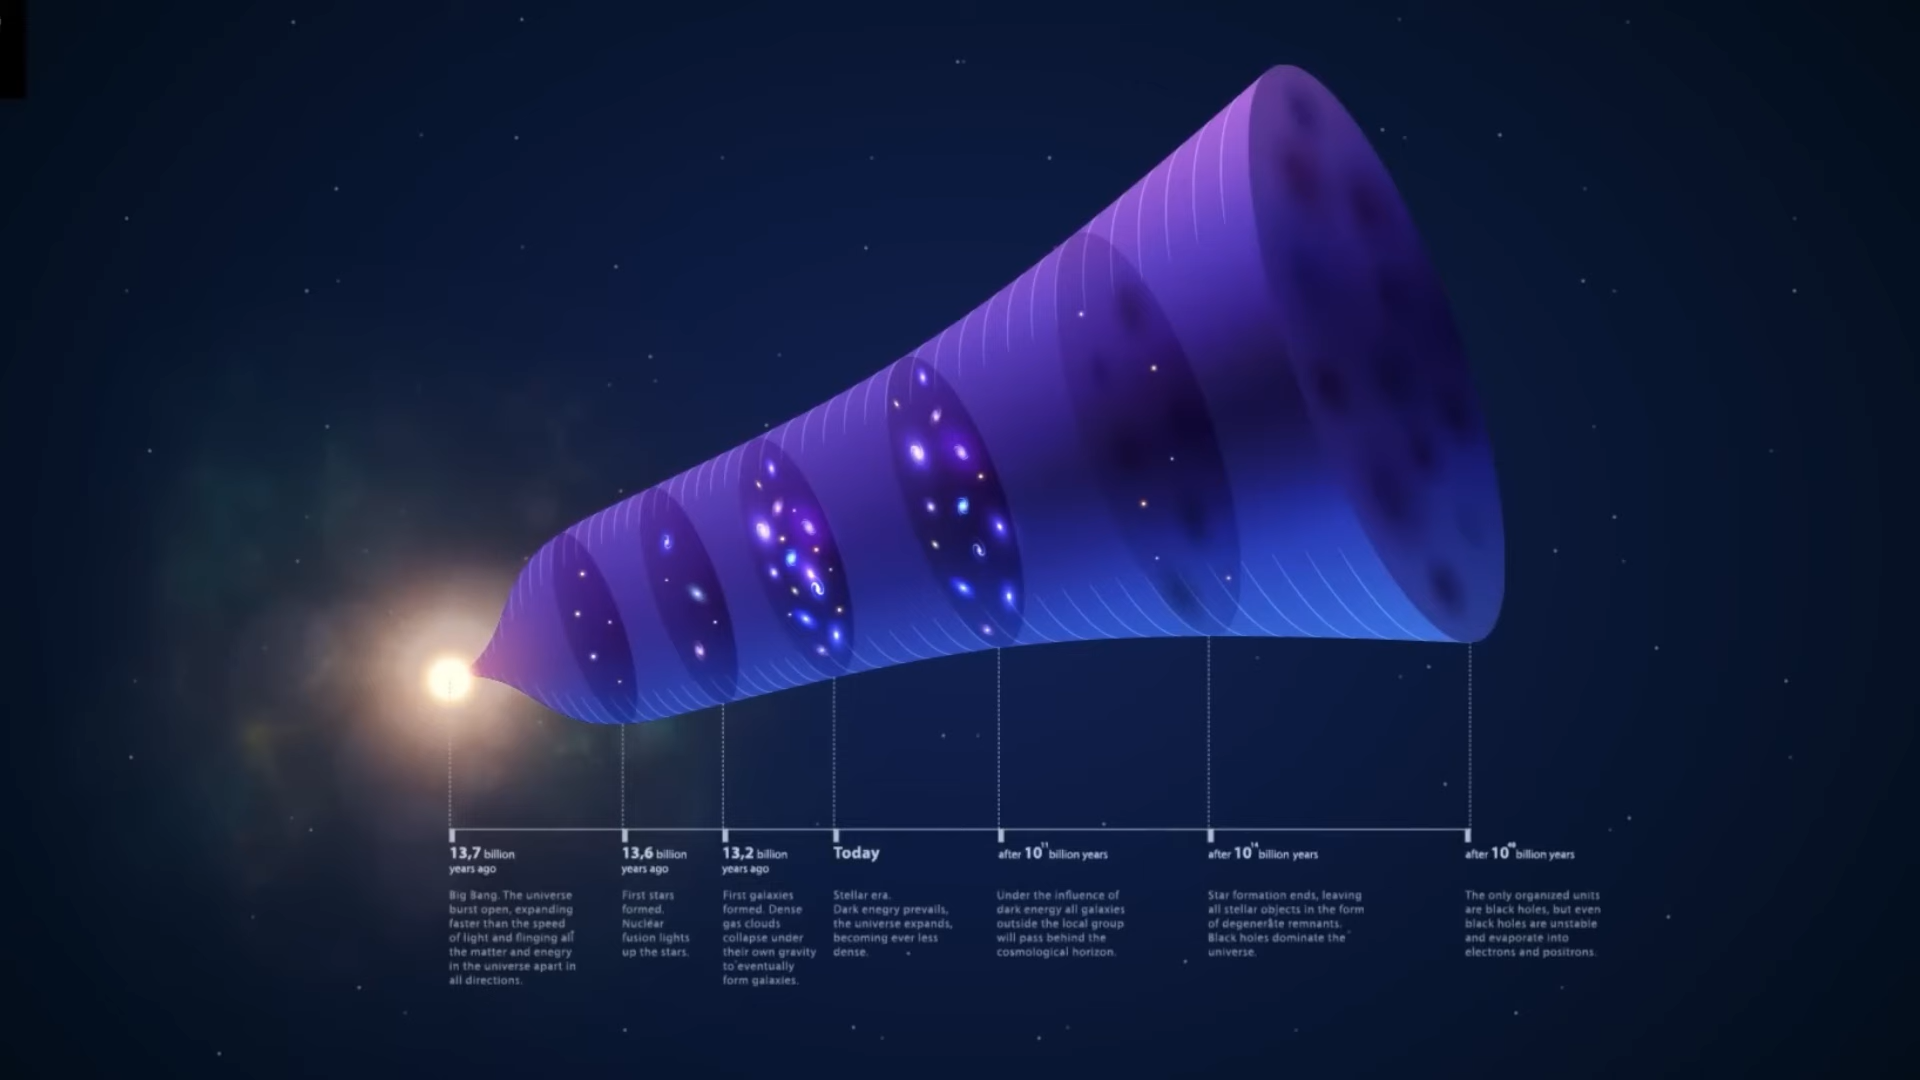 13,7 billion
years ago
Big Bang. The universe
burst open, expanding
faster than the speed
of light and flinging all
the matter and enegry
in the universe apart in
all directions.
13,6 billion
years ago
First stars
formed.
Nuclear
fusion lights
up the stars.
13,2 billion
years ago
First galaxies
formed. Dense
gas clouds
collapse under
their own gravity
to eventually
form galaxies.
Today
Stellar era.
Dark enegry prevails,
the universe expands,
becoming ever less
dense.
after 10¹¹ billion years
Under the influence of
dark energy all galaxies
outside the local group
will pass behind the
cosmological horizon.
after 10¹⁴ billion years
Star formation ends, leaving
all stellar objects in the form
of degenerate remnants.
Black holes dominate the
universe.
after 10 billion years
The only organized units
are black holes, but even
black holes are unstable
and evaporate into
electrons and positrons.